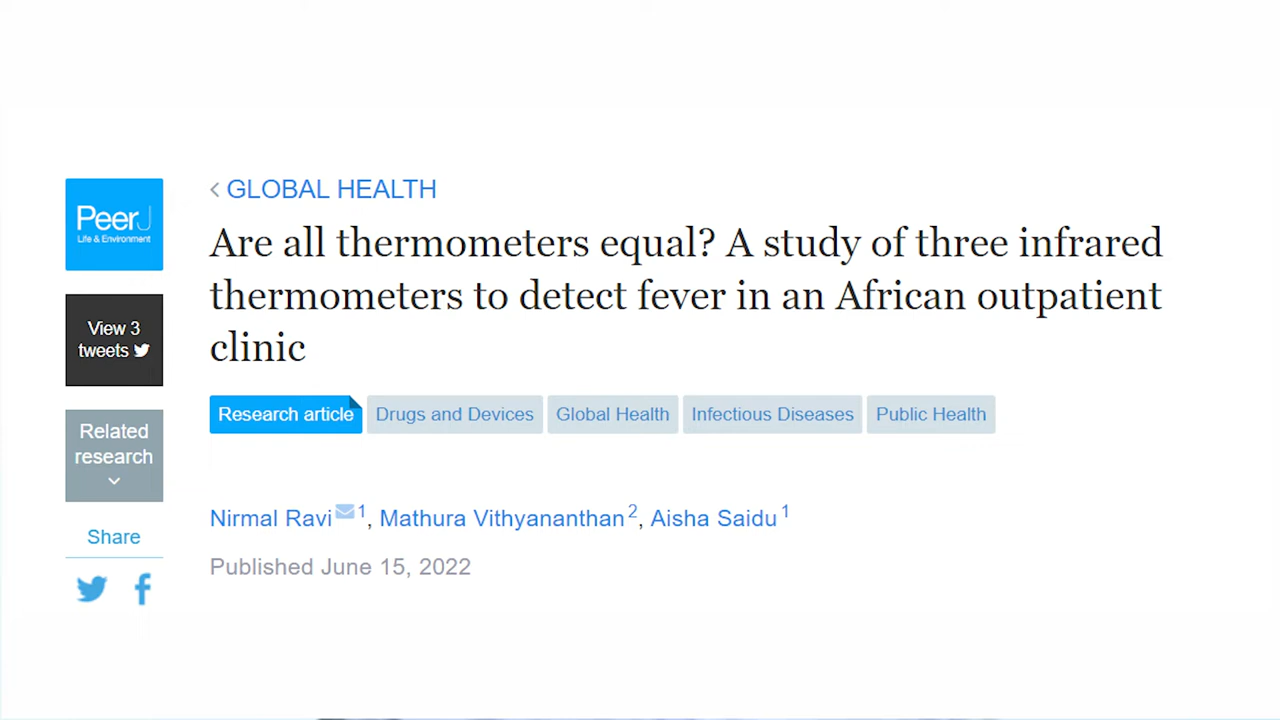 PeerJ
Life & Environment
View 3
tweets
Related
research
Share
GLOBAL HEALTH
Are all thermometers equal? A study of three infrared
thermometers to detect fever in an African outpatient
clinic
Research article Drugs and Devices Global Health Infectious Diseases Public Health
Nirmal Ravi 1, Mathura Vithyananthan 2, Aisha Saidu 1
Published June 15, 2022